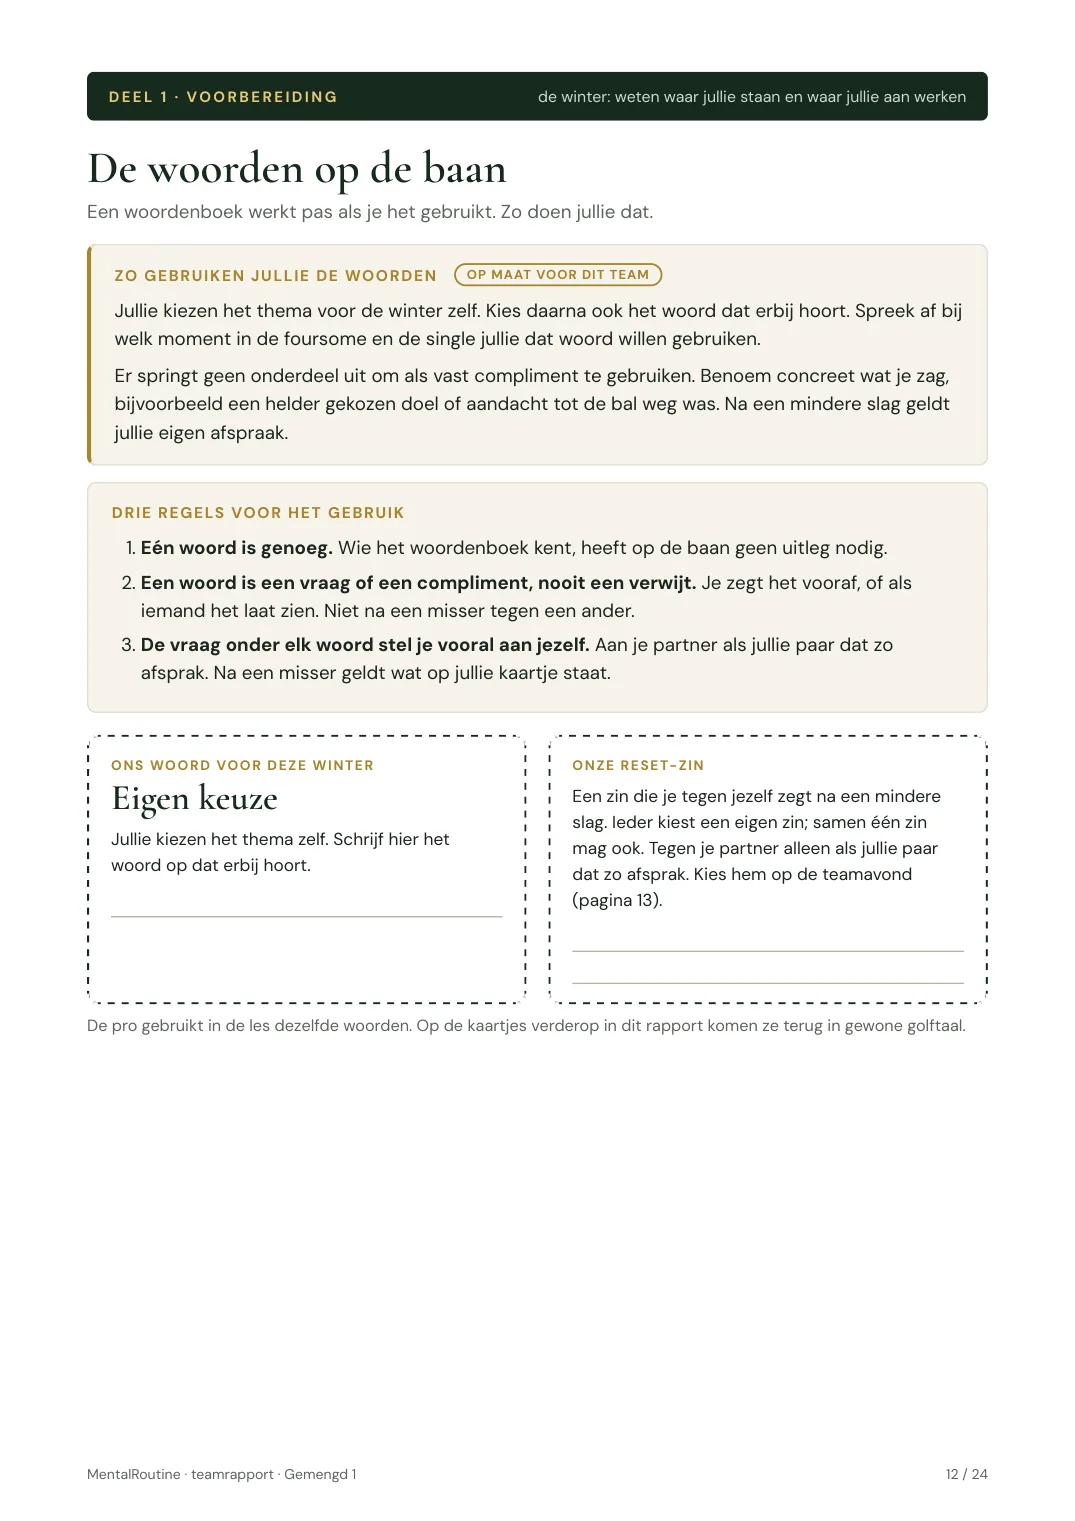 DEEL 1 · VOORBEREIDING
de winter: weten waar jullie staan en waar jullie aan werken
De woorden op de baan
Een woordenboek werkt pas als je het gebruikt. Zo doen jullie dat.
ZO GEBRUIKEN JULLIE DE WOORDEN
OP MAAT VOOR DIT TEAM
Jullie kiezen het thema voor de winter zelf. Kies daarna ook het woord dat erbij hoort. Spreek af bij
welk moment in de foursome en de single jullie dat woord willen gebruiken.
Er springt geen onderdeel uit om als vast compliment te gebruiken. Benoem concreet wat je zag,
bijvoorbeeld een helder gekozen doel of aandacht tot de bal weg was. Na een mindere slag geldt
jullie eigen afspraak.
DRIE REGELS VOOR HET GEBRUIK
1. Eén woord is genoeg. Wie het woordenboek kent, heeft op de baan geen uitleg nodig.
2. Een woord is een vraag of een compliment, nooit een verwijt. Je zegt het vooraf, of als
iemand het laat zien. Niet na een misser tegen een ander.
3. De vraag onder elk woord stel je vooral aan jezelf. Aan je partner als jullie paar dat zo
afsprak. Na een misser geldt wat op jullie kaartje staat.
ONS WOORD VOOR DEZE WINTER
Eigen keuze
Jullie kiezen het thema zelf. Schrijf hier het
woord op dat erbij hoort.
ONZE RESET-ZIN
Een zin die je tegen jezelf zegt na een mindere
slag. Ieder kiest een eigen zin; samen één zin
mag ook. Tegen je partner alleen als jullie paar
dat zo afsprak. Kies hem op de teamavond
(pagina 13).
De pro gebruikt in de les dezelfde woorden. Op de kaartjes verderop in dit rapport komen ze terug in gewone golftaal.
MentalRoutine · teamrapport · Gemengd 1
12 / 24